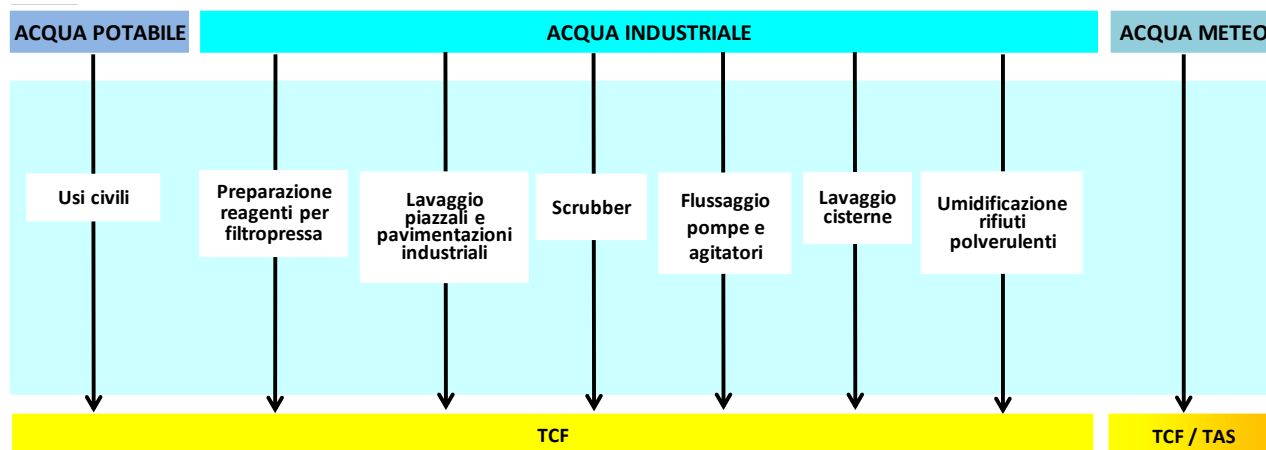 ACQUA POTABILE
ACQUA INDUSTRIALE
ACQUA METEO
Usi civili
Preparazione
reagenti per
filtropressa
Lavaggio
piazzali e
pavimentazioni
industriali
Scrubber
Flussaggio
pompe e
agitatori
Lavaggio
cisterne
Umidificazione
rifiuti
polverulenti
TCF
TCF / TAS